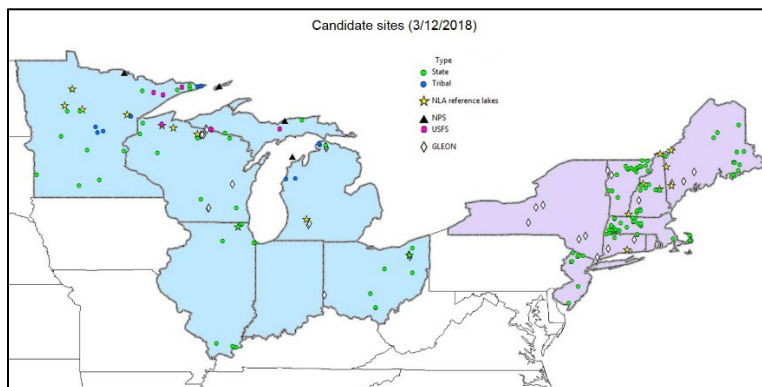 Candidate sites (3/12/2018)
Type
State
Tribal
NLA reference lakes
NPS
USFS
GLEON